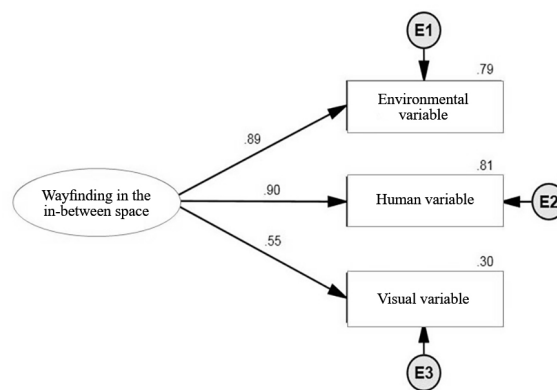 E1
.79
Environmental
variable
.89
Wayfinding in the
in-between space
.81
.90
Human variable
E2
.55
.30
Visual variable
E3